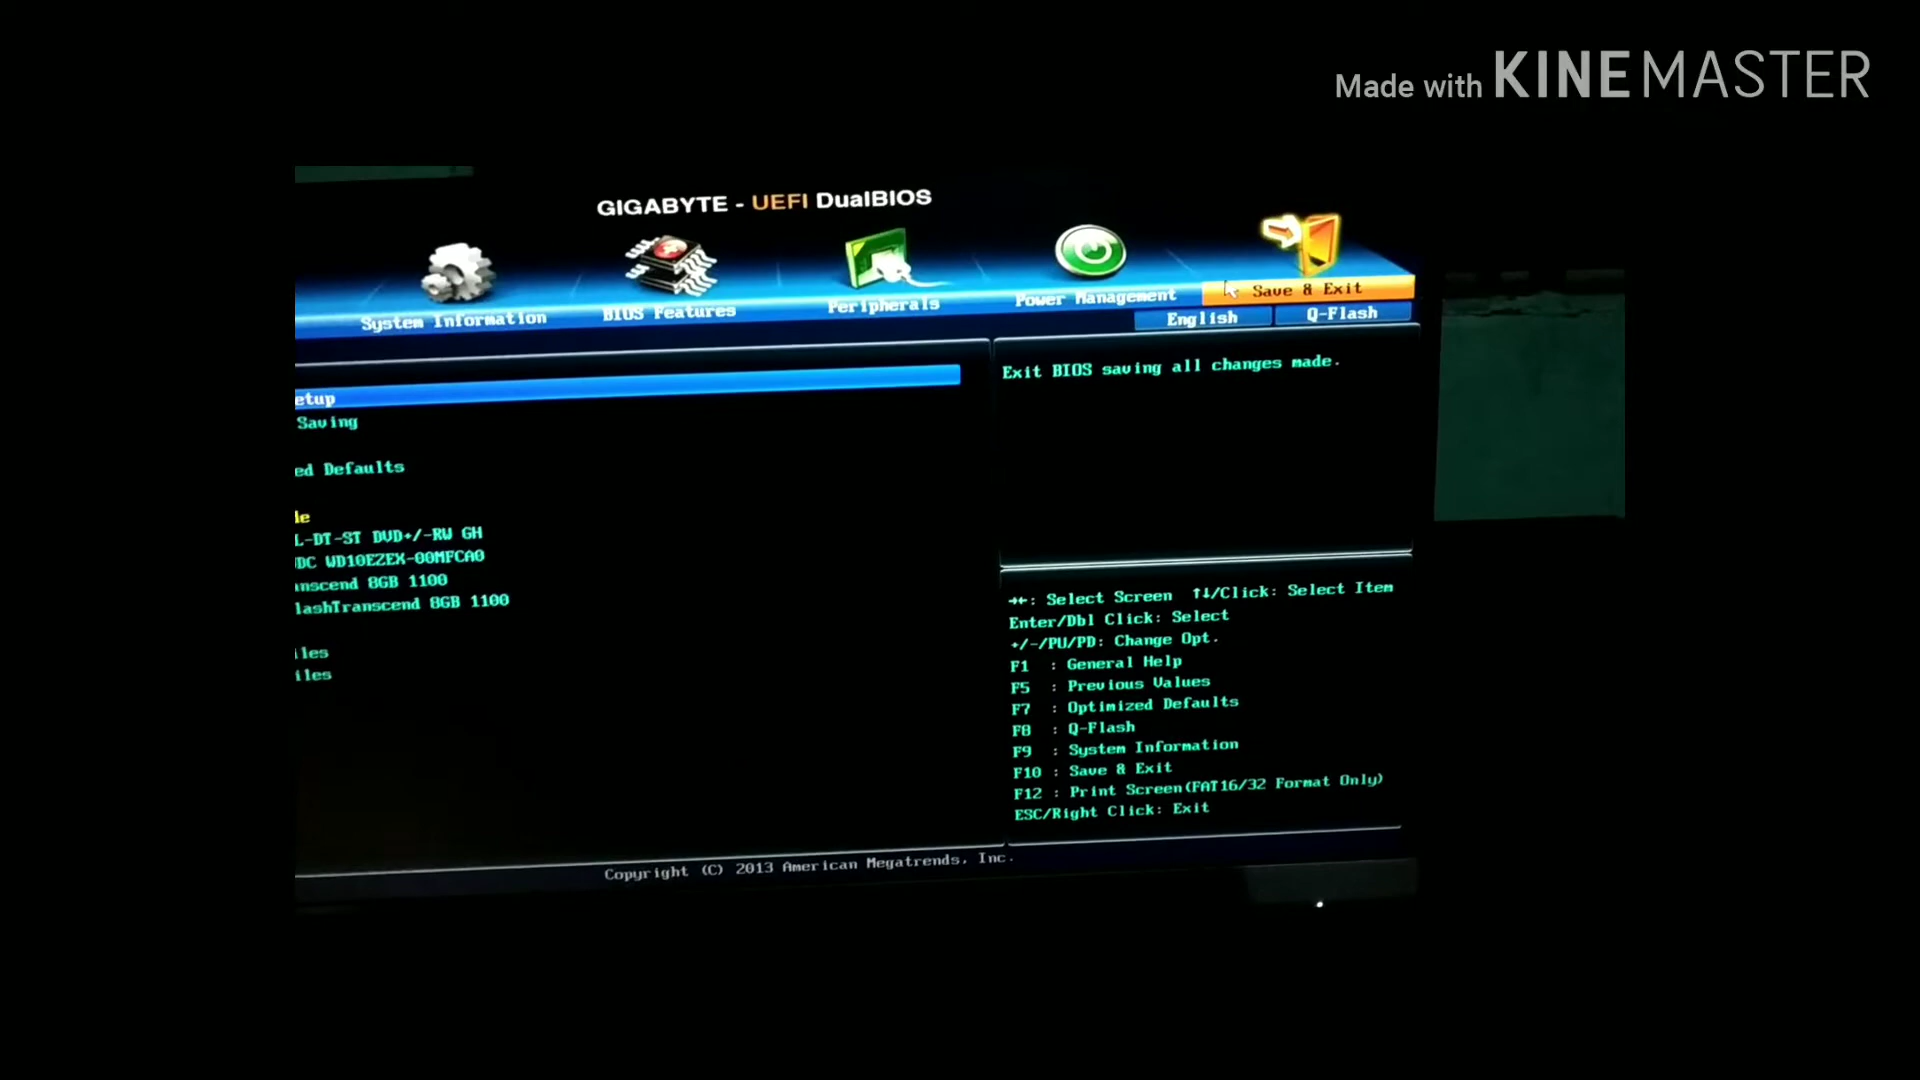 Made with KINEMASTER
GIGABYTE - UEFI DualBIOS
System Information BIOS Features Peripherals Power Management Save & Exit
English Q-Flash
etup
Saving
ed Defaults
de
L-DT-ST DVD+/-RW GH
DC WD10EZEX-00MFCA0
anscend 8GB 1100
lashTranscend 8GB 1100
iles
iles
Exit BIOS saving all changes made.
→←: Select Screen ↑↓/Click: Select Item
Enter/Dbl Click: Select
+/-/PU/PD: Change Opt.
F1 : General Help
F5 : Previous Values
F7 : Optimized Defaults
F8 : Q-Flash
F9 : System Information
F10 : Save & Exit
F12 : Print Screen(FAT16/32 Format Only)
ESC/Right Click: Exit
Copyright (C) 2013 American Megatrends, Inc.